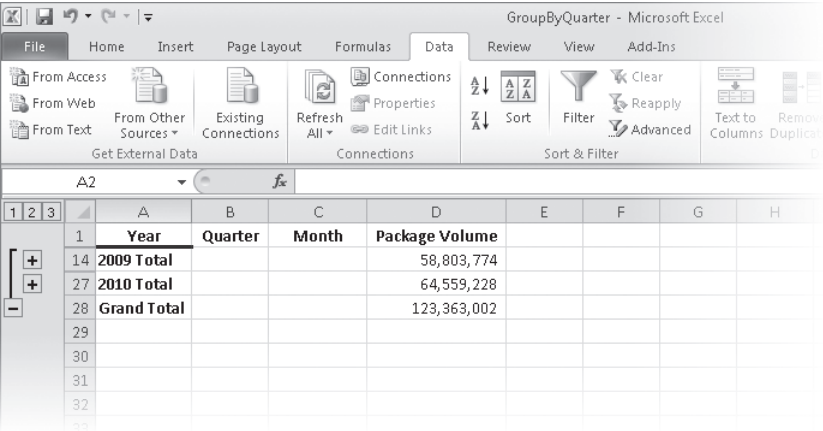 GroupByQuarter - Microsoft Excel
File Home Insert Page Layout Formulas Data Review View Add-Ins
From Access
From Web
From Text
From Other Sources
Existing Connections
Get External Data
Refresh All
Connections
Properties
Edit Links
Connections
A Z
Z A
A Z
Z A
Sort
Filter
Clear
Reapply
Advanced
Sort & Filter
Text to Columns
A2 fx
1 2 3 A B C D E F G H
1 Year Quarter Month Package Volume
14 2009 Total 58,803,774
27 2010 Total 64,559,228
28 Grand Total 123,363,002
29
30
31
32
33